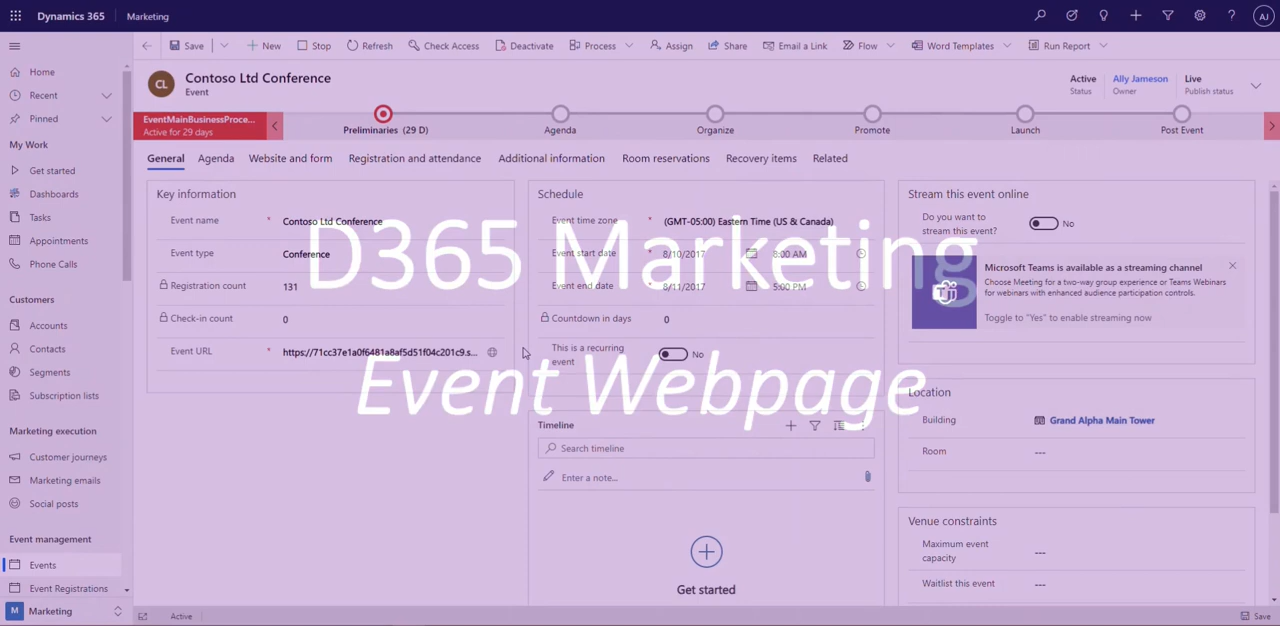 Dynamics 365
Marketing
AJ
Save
New
Stop
Refresh
Check Access
Deactivate
Process
Assign
Share
Email a Link
Flow
Word Templates
Run Report
Home
Recent
Pinned
My Work
Get started
Dashboards
Tasks
Appointments
Phone Calls
Customers
Accounts
Contacts
Segments
Subscription lists
Marketing execution
Customer journeys
Marketing emails
Social posts
Event management
Events
Event Registrations
M Marketing
CL
Contoso Ltd Conference
Event
Active
Status
Ally Jameson
Owner
Live
Publish status
EventMainBusinessProce...
Active for 29 days
Preliminaries (29 D)
Agenda
Organize
Promote
Launch
Post Event
General
Agenda
Website and form
Registration and attendance
Additional information
Room reservations
Recovery items
Related
Key information
Event name * Contoso Ltd Conference
Event type Conference
Registration count 131
Check-in count 0
Event URL * https://71cc37e1a0f6481a8af5d51f04c201c9.s...
Schedule
Event time zone * (GMT-05:00) Eastern Time (US & Canada)
Event start date * 8/10/2017 8:00 AM
Event end date * 8/11/2017 5:00 PM
Countdown in days 0
This is a recurring
event
No
Timeline
Search timeline
Enter a note...
Get started
Stream this event online
Do you want to
stream this event?
No
Microsoft Teams is available as a streaming channel
Choose Meeting for a two-way group experience or Teams Webinars
for webinars with enhanced audience participation controls.
Toggle to "Yes" to enable streaming now
Location
Building Grand Alpha Main Tower
Room ---
Venue constraints
Maximum event
capacity
---
Waitlist this event ---
D365 Marketing
Event Webpage
Active
Save